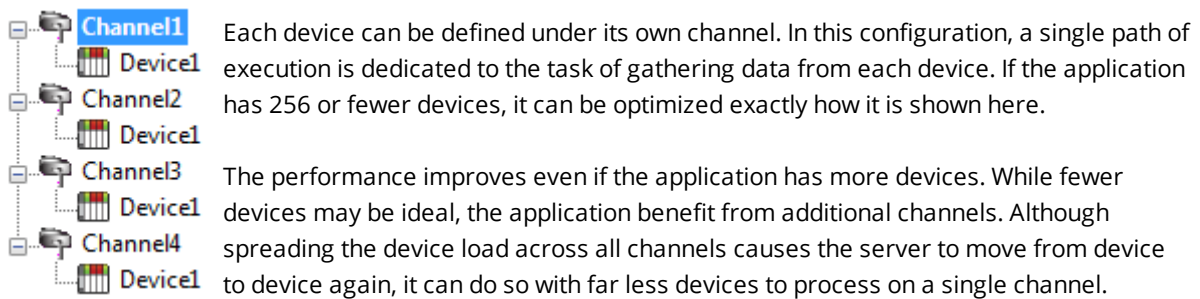 Channel1
Device1
Channel2
Device1
Channel3
Device1
Channel4
Device1
Each device can be defined under its own channel. In this configuration, a single path of
execution is dedicated to the task of gathering data from each device. If the application
has 256 or fewer devices, it can be optimized exactly how it is shown here.
The performance improves even if the application has more devices. While fewer
devices may be ideal, the application benefit from additional channels. Although
spreading the device load across all channels causes the server to move from device
to device again, it can do so with far less devices to process on a single channel.